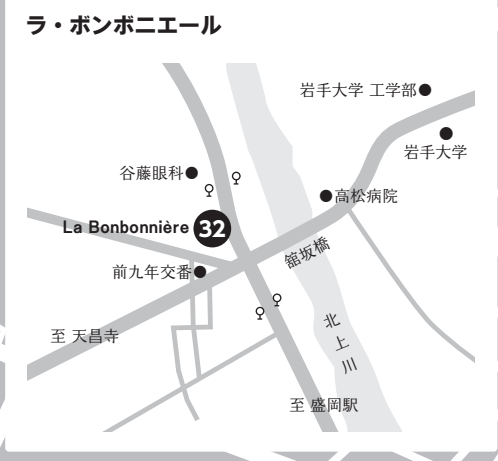 ラ・ボンボニエール
岩手大学 工学部
岩手大学
谷藤眼科
高松病院
La Bonbonnière 32
舘坂橋
前九年交番
北上川
至 天昌寺
至 盛岡駅